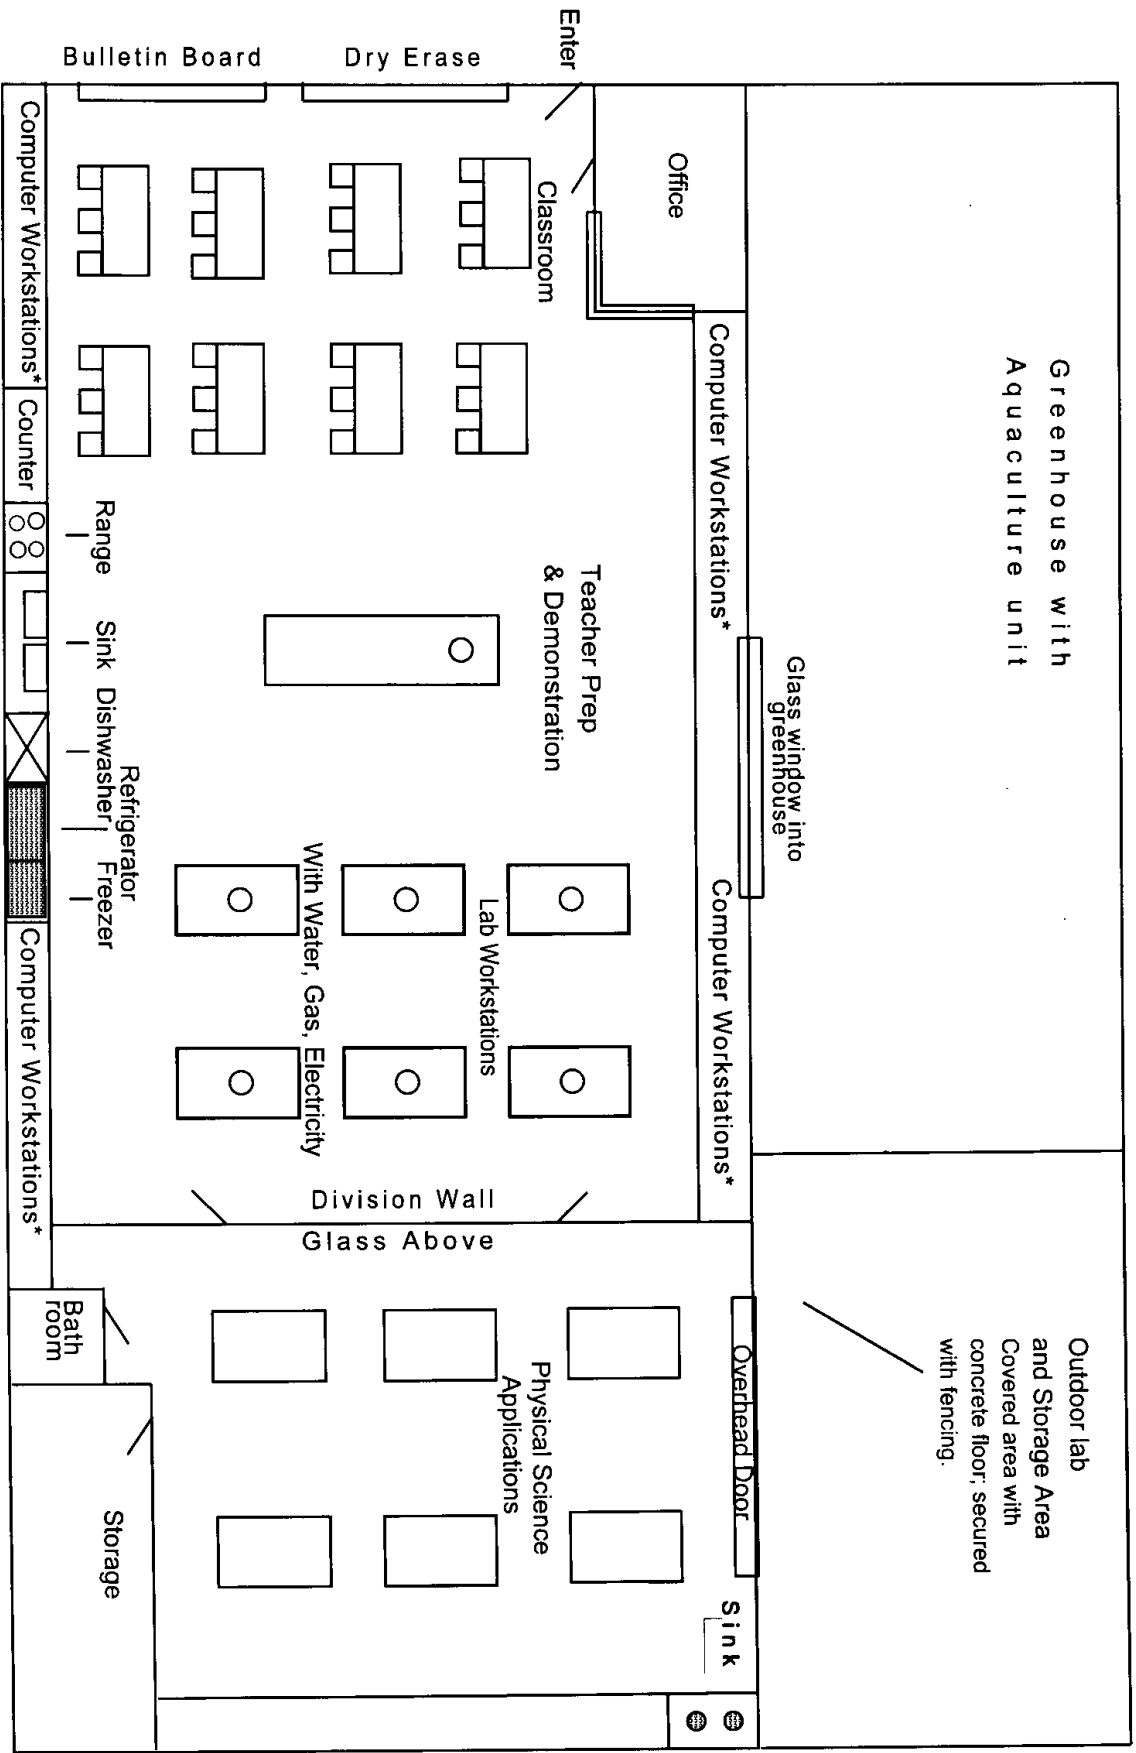 Bulletin Board
Dry Erase
Enter
Office
Classroom
Greenhouse with
Aquaculture unit
Computer Workstations*
Counter
Range
Sink
Dishwasher
Refrigerator
Freezer
Computer Workstations*
Computer Workstations*
Computer Workstations*
Glass window into
greenhouse
Teacher Prep
& Demonstration
Lab Workstations
With Water, Gas, Electricity
Division Wall
Glass Above
Outdoor lab
and Storage Area
Covered area with
concrete floor; secured
with fencing.
Overhead Door
Physical Science
Applications
Bath
room
Storage
Sink